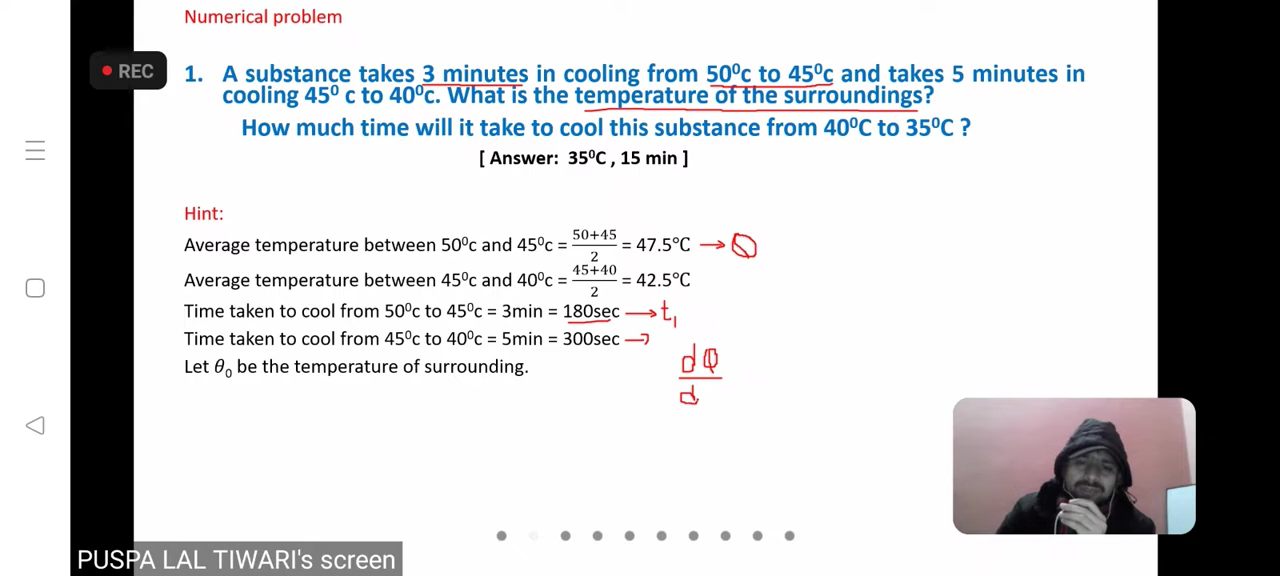 Numerical problem
REC
1. A substance takes 3 minutes in cooling from 50⁰c to 45⁰c and takes 5 minutes in
cooling 45⁰ c to 40⁰c. What is the temperature of the surroundings?
How much time will it take to cool this substance from 40⁰C to 35⁰C ?
[ Answer: 35⁰C , 15 min ]
Hint:
Average temperature between 50⁰c and 45⁰c = (50+45)/2 = 47.5°C → θ
Average temperature between 45⁰c and 40⁰c = (45+40)/2 = 42.5°C
Time taken to cool from 50⁰c to 45⁰c = 3min = 180sec → t₁
Time taken to cool from 45⁰c to 40⁰c = 5min = 300sec →
Let θ₀ be the temperature of surrounding.
dQ
d
PUSPA LAL TIWARI's screen